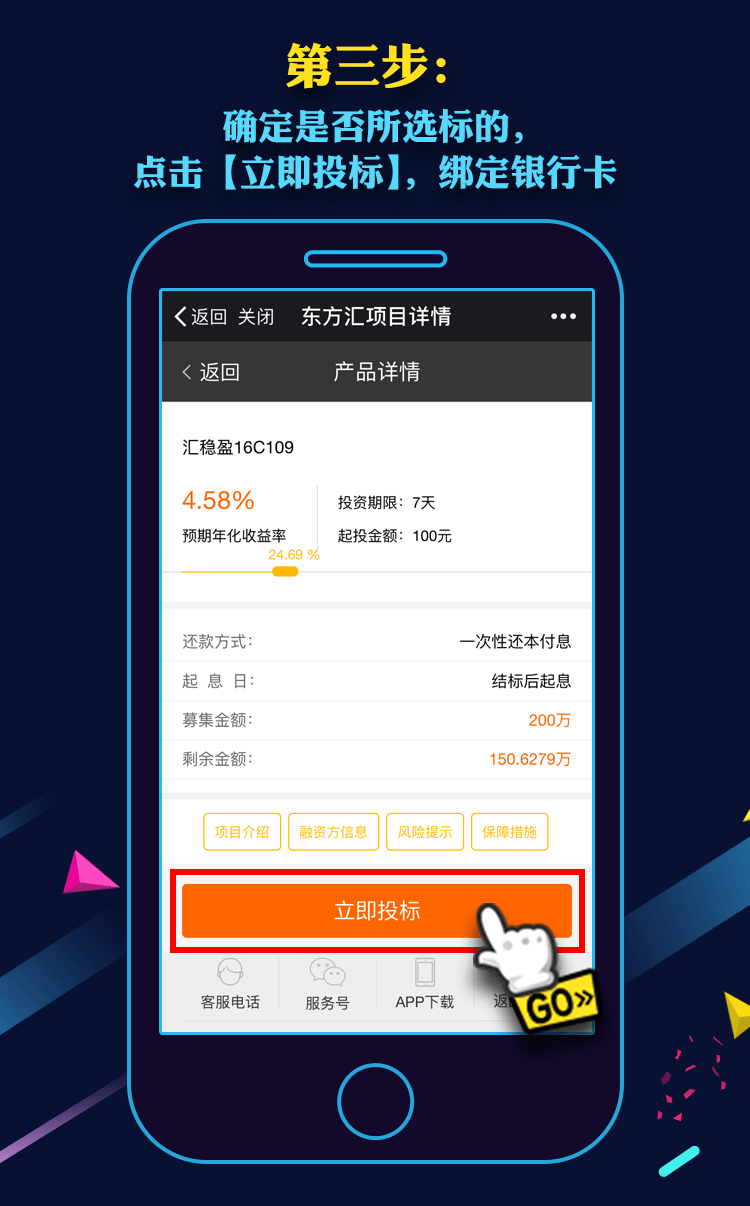 第三步：
确定是否所选标的，
点击【立即投标】，绑定银行卡
返回 关闭 东方汇项目详情
返回 产品详情
汇稳盈16C109
4.58%
投资期限：7天
预期年化收益率
起投金额：100元
24.69 %
还款方式： 一次性还本付息
起 息 日： 结标后起息
募集金额： 200万
剩余金额： 150.6279万
项目介绍 融资方信息 风险提示 保障措施
立即投标
客服电话 服务号 APP下载 返
GO»